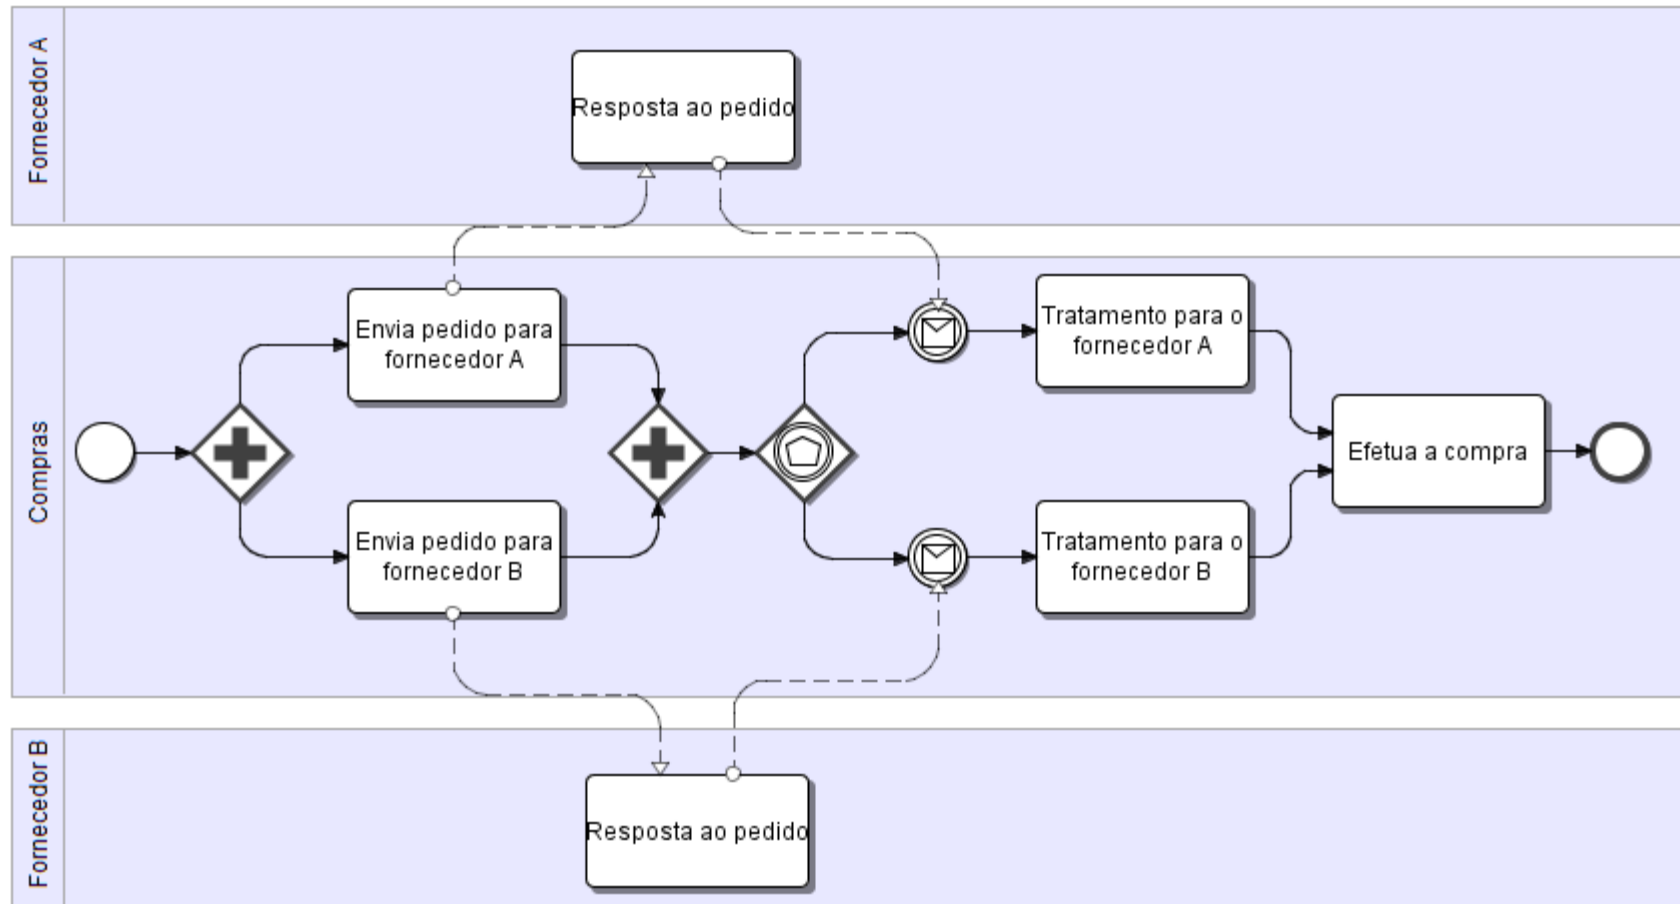 Fornecedor A
Resposta ao pedido
Compras
Envia pedido para
fornecedor A
Envia pedido para
fornecedor B
Tratamento para o
fornecedor A
Tratamento para o
fornecedor B
Efetua a compra
Fornecedor B
Resposta ao pedido